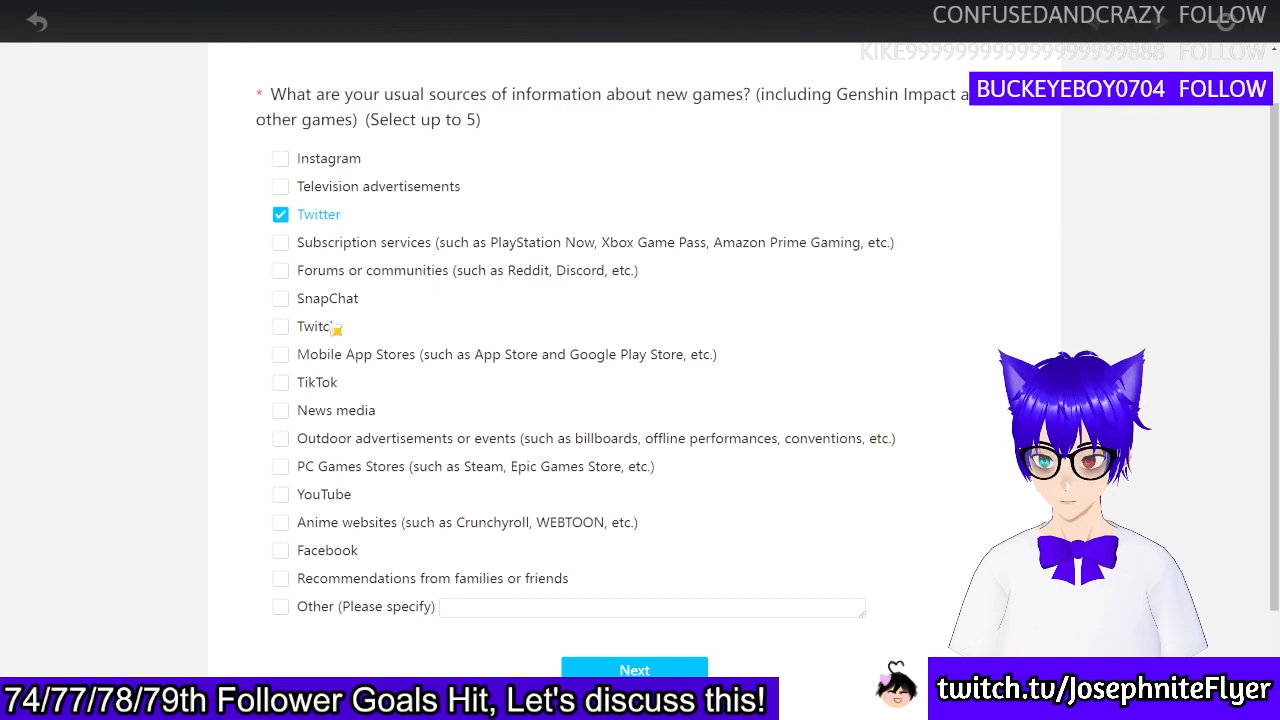 CONFUSEDANDCRAZY FOLLOW
FOLLOW
BUCKEYEBOY0704 FOLLOW
* What are your usual sources of information about new games? (including Genshin Impact a
other games) (Select up to 5)
Instagram
Television advertisements
Twitter
Subscription services (such as PlayStation Now, Xbox Game Pass, Amazon Prime Gaming, etc.)
Forums or communities (such as Reddit, Discord, etc.)
SnapChat
Twitch
Mobile App Stores (such as App Store and Google Play Store, etc.)
TikTok
News media
Outdoor advertisements or events (such as billboards, offline performances, conventions, etc.)
PC Games Stores (such as Steam, Epic Games Store, etc.)
YouTube
Anime websites (such as Crunchyroll, WEBTOON, etc.)
Facebook
Recommendations from families or friends
Other (Please specify)
Next
74/77/78/79th Follower Goals Hit, Let's discuss this!
twitch.tv/JosephniteFlyer